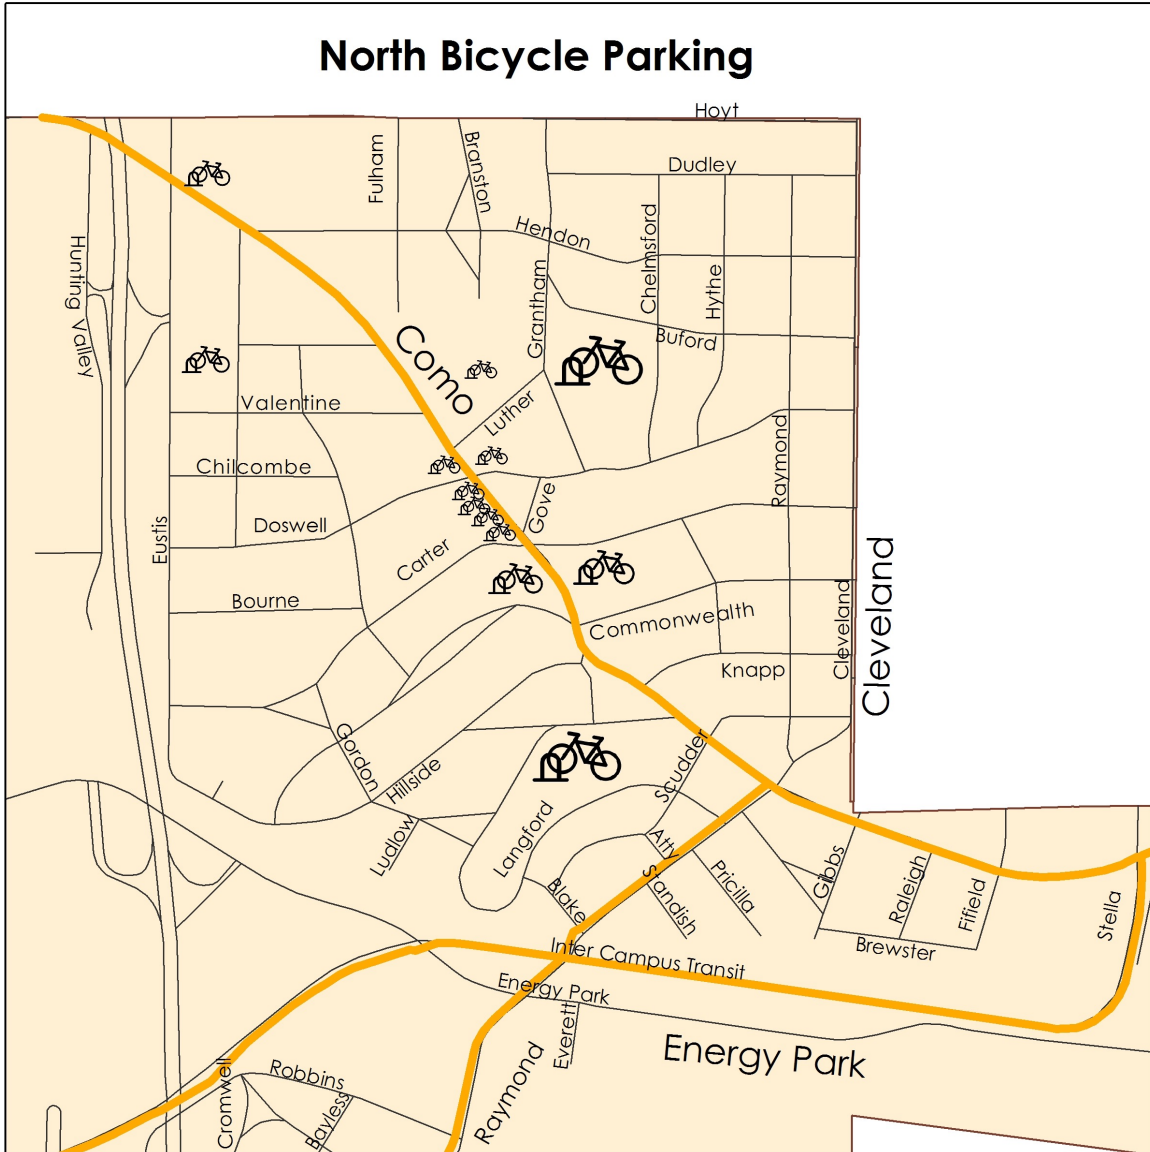 North Bicycle Parking
Hoyt
Dudley
Fulham
Branston
Hendon
Chelmsford
Hunting Valley
Grantham
Hythe
Buford
Como
Valentine
Luther
Raymond
Chilcombe
Gove
Doswell
Eustis
Carter
Cleveland
Bourne
Commonwealth
Cleveland
Knapp
Gordon
Scudder
Hillside
Langford
Ludlow
Atty
Gibbs
Pricilla
Raleigh
Standish
Blake
Fifield
Stella
Brewster
Inter Campus Transit
Energy Park
Everett
Energy Park
Raymond
Robbins
Cromwell
Bayless